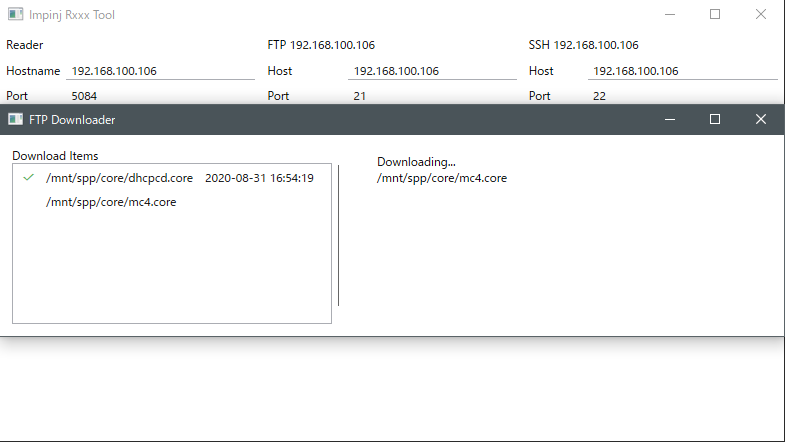 Impinj Rxxx Tool
Reader FTP 192.168.100.106 SSH 192.168.100.106
Hostname 192.168.100.106 Host 192.168.100.106 Host 192.168.100.106
Port 5084 Port 21 Port 22
FTP Downloader
Download Items
/mnt/spp/core/dhcpcd.core 2020-08-31 16:54:19
/mnt/spp/core/mc4.core
Downloading...
/mnt/spp/core/mc4.core